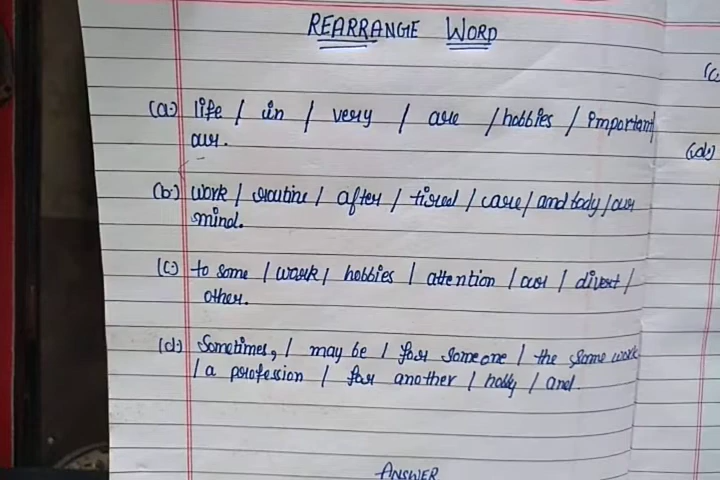 REARRANGE WORD
(c
(a) life / in / very / are / hobbies / important
our.
(d)
(b) work / routine / after / tired / care / and body / our
mind.
(c) to some / work / hobbies / attention / our / divert /
other.
(d) Sometimes, / may be / for someone / the same work
/ a profession / for another / hobby / and.
ANSWER